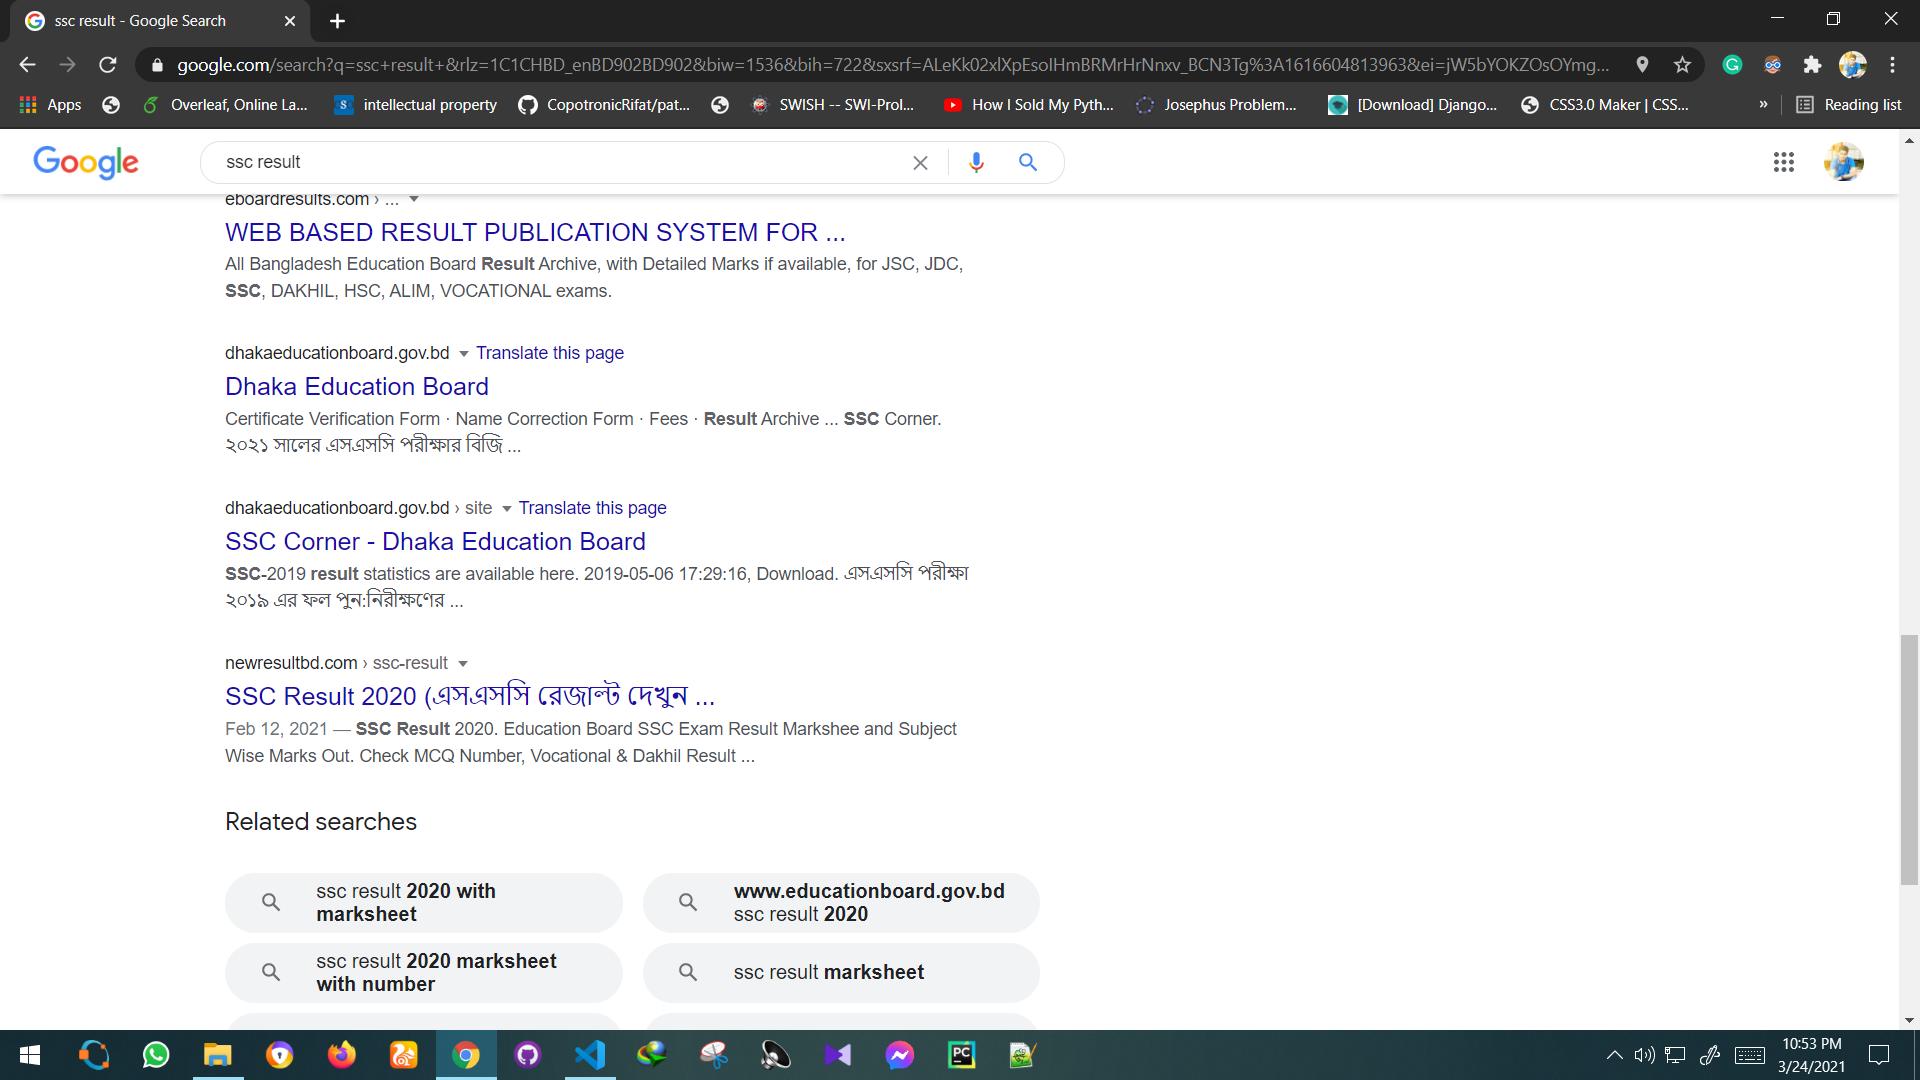 ssc result - Google Search
google.com/search?q=ssc+result+&rlz=1C1CHBD_enBD902BD902&biw=1536&bih=722&sxsrf=ALeKk02xlXpEsoIHmBRMrHrNnxv_BCN3Tg%3A1616604813963&ei=jW5bYOKZOsOYmg...
Apps Overleaf, Online La... intellectual property CopotronicRifat/pat... SWISH -- SWI-Prol... How I Sold My Pyth... Josephus Problem... [Download] Django... CSS3.0 Maker | CSS... » Reading list
Google ssc result
eboardresults.com › ...
WEB BASED RESULT PUBLICATION SYSTEM FOR ...
All Bangladesh Education Board Result Archive, with Detailed Marks if available, for JSC, JDC,
SSC, DAKHIL, HSC, ALIM, VOCATIONAL exams.
dhakaeducationboard.gov.bd Translate this page
Dhaka Education Board
Certificate Verification Form · Name Correction Form · Fees · Result Archive ... SSC Corner.
২০২১ সালের এসএসসি পরীক্ষার বিজি ...
dhakaeducationboard.gov.bd › site Translate this page
SSC Corner - Dhaka Education Board
SSC-2019 result statistics are available here. 2019-05-06 17:29:16, Download. এসএসসি পরীক্ষা
২০১৯ এর ফল পুন:নিরীক্ষণের ...
newresultbd.com › ssc-result
SSC Result 2020 (এসএসসি রেজাল্ট দেখুন ...
Feb 12, 2021 — SSC Result 2020. Education Board SSC Exam Result Markshee and Subject
Wise Marks Out. Check MCQ Number, Vocational & Dakhil Result ...
Related searches
ssc result 2020 with
marksheet
www.educationboard.gov.bd
ssc result 2020
ssc result 2020 marksheet
with number
ssc result marksheet
PC
10:53 PM
3/24/2021